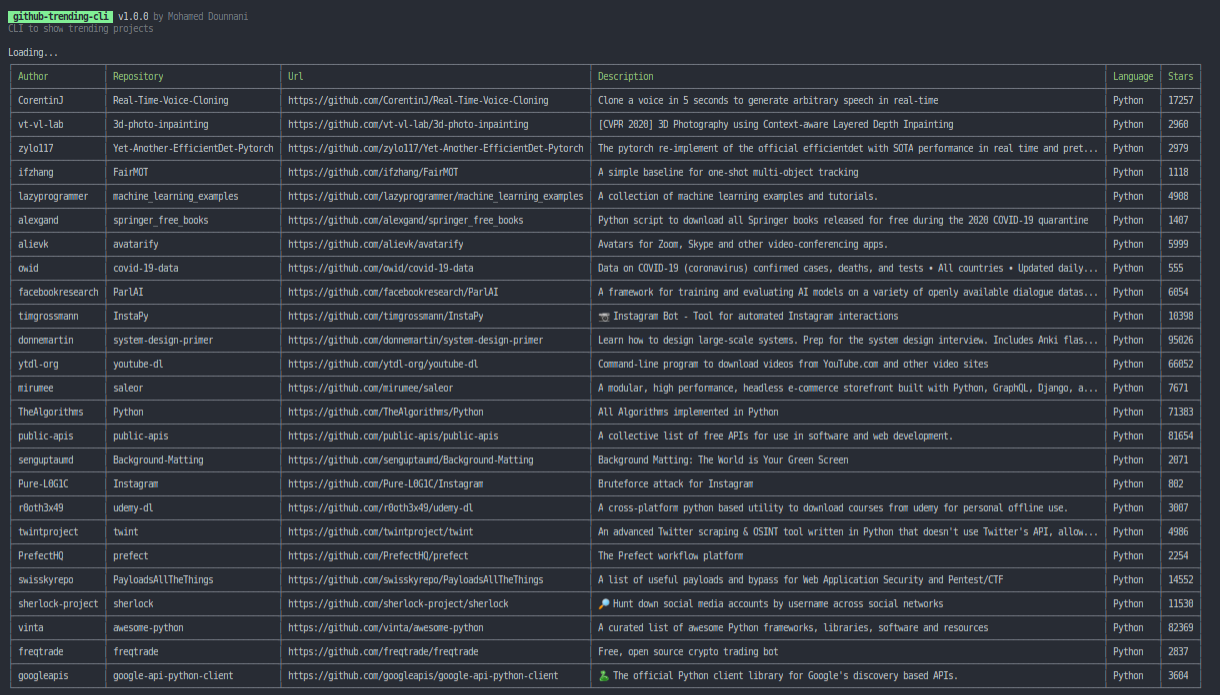 github-trending-cli v1.0.0 by Mohamed Dounnani
CLI to show trending projects
Loading...
Author Repository Url Description Language Stars
CorentinJ Real-Time-Voice-Cloning https://github.com/CorentinJ/Real-Time-Voice-Cloning Clone a voice in 5 seconds to generate arbitrary speech in real-time Python 17257
vt-vl-lab 3d-photo-inpainting https://github.com/vt-vl-lab/3d-photo-inpainting [CVPR 2020] 3D Photography using Context-aware Layered Depth Inpainting Python 2960
zylo117 Yet-Another-EfficientDet-Pytorch https://github.com/zylo117/Yet-Another-EfficientDet-Pytorch The pytorch re-implement of the official efficientdet with SOTA performance in real time and pret... Python 2979
ifzhang FairMOT https://github.com/ifzhang/FairMOT A simple baseline for one-shot multi-object tracking Python 1118
lazyprogrammer machine_learning_examples https://github.com/lazyprogrammer/machine_learning_examples A collection of machine learning examples and tutorials. Python 4908
alexgand springer_free_books https://github.com/alexgand/springer_free_books Python script to download all Springer books released for free during the 2020 COVID-19 quarantine Python 1407
alievk avatarify https://github.com/alievk/avatarify Avatars for Zoom, Skype and other video-conferencing apps. Python 5999
owid covid-19-data https://github.com/owid/covid-19-data Data on COVID-19 (coronavirus) confirmed cases, deaths, and tests • All countries • Updated daily... Python 555
facebookresearch ParlAI https://github.com/facebookresearch/ParlAI A framework for training and evaluating AI models on a variety of openly available dialogue datas... Python 6054
timgrossmann InstaPy https://github.com/timgrossmann/InstaPy 📷 Instagram Bot - Tool for automated Instagram interactions Python 10398
donnemartin system-design-primer https://github.com/donnemartin/system-design-primer Learn how to design large-scale systems. Prep for the system design interview. Includes Anki flas... Python 95026
ytdl-org youtube-dl https://github.com/ytdl-org/youtube-dl Command-line program to download videos from YouTube.com and other video sites Python 66052
mirumee saleor https://github.com/mirumee/saleor A modular, high performance, headless e-commerce storefront built with Python, GraphQL, Django, a... Python 7671
TheAlgorithms Python https://github.com/TheAlgorithms/Python All Algorithms implemented in Python Python 71383
public-apis public-apis https://github.com/public-apis/public-apis A collective list of free APIs for use in software and web development. Python 81654
senguptaumd Background-Matting https://github.com/senguptaumd/Background-Matting Background Matting: The World is Your Green Screen Python 2071
Pure-L0G1C Instagram https://github.com/Pure-L0G1C/Instagram Bruteforce attack for Instagram Python 802
r0oth3x49 udemy-dl https://github.com/r0oth3x49/udemy-dl A cross-platform python based utility to download courses from udemy for personal offline use. Python 3007
twintproject twint https://github.com/twintproject/twint An advanced Twitter scraping & OSINT tool written in Python that doesn't use Twitter's API, allow... Python 4986
PrefectHQ prefect https://github.com/PrefectHQ/prefect The Prefect workflow platform Python 2254
swisskyrepo PayloadsAllTheThings https://github.com/swisskyrepo/PayloadsAllTheThings A list of useful payloads and bypass for Web Application Security and Pentest/CTF Python 14552
sherlock-project sherlock https://github.com/sherlock-project/sherlock 🔎 Hunt down social media accounts by username across social networks Python 11530
vinta awesome-python https://github.com/vinta/awesome-python A curated list of awesome Python frameworks, libraries, software and resources Python 82369
freqtrade freqtrade https://github.com/freqtrade/freqtrade Free, open source crypto trading bot Python 2837
googleapis google-api-python-client https://github.com/googleapis/google-api-python-client 🐍 The official Python client library for Google's discovery based APIs. Python 3604